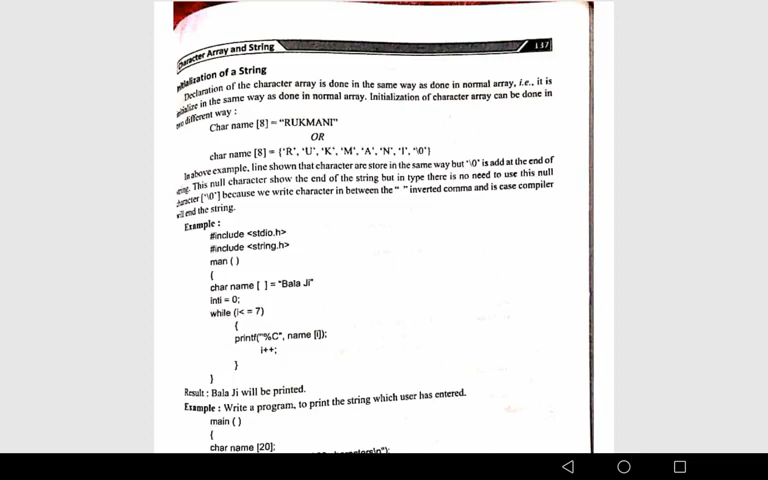 Character Array and String
137
Initialization of a String
Declaration of the character array is done in the same way as done in normal array, i.e., it is
initialize in the same way as done in normal array. Initialization of character array can be done in
two different way :
Char name [8] = "RUKMANI"
OR
char name [8] = {'R', 'U', 'K', 'M', 'A', 'N', 'I', '\0'}
In above example, line shown that character are store in the same way but '\0' is add at the end of
string. This null character show the end of the string but in type there is no need to use this null
character ['\0'] because we write character in between the " " inverted comma and is case compiler
will end the string.
Example :
#include <stdio.h>
#include <string.h>
man ( )
{
char name [ ] = "Bala Ji"
inti = 0;
while (i< = 7)
{
printf("%C", name [i]);
i++;
}
}
Result : Bala Ji will be printed.
Example : Write a program, to print the string which user has entered.
main ( )
{
char name [20];